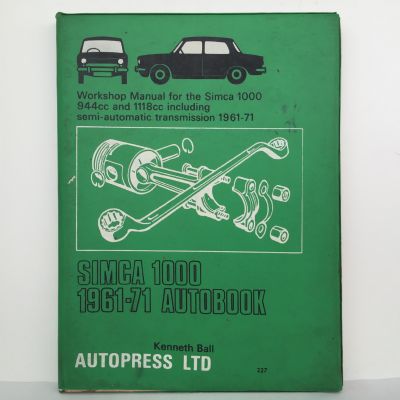 Workshop Manual for the Simca 1000
944cc and 1118cc including
semi-automatic transmission 1961-71
SIMCA 1000
1961-71 AUTOBOOK
Kenneth Ball
AUTOPRESS LTD
227